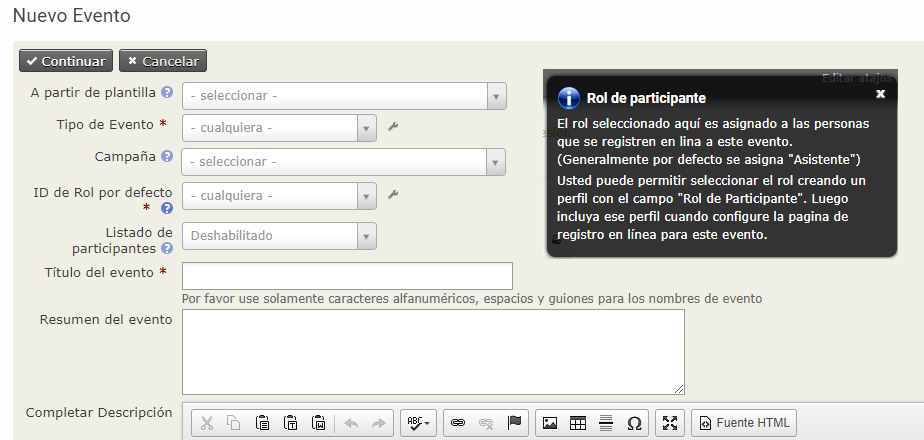 Nuevo Evento
Continuar
Cancelar
A partir de plantilla ?
- seleccionar -
Tipo de Evento *
- cualquiera -
Campaña ?
- seleccionar -
ID de Rol por defecto
* ?
- cualquiera -
Listado de
participantes ?
Deshabilitado
Título del evento *
Por favor use solamente caracteres alfanuméricos, espacios y guiones para los nombres de evento
Resumen del evento
Completar Descripción
ABC
Fuente HTML
Editar atajos
Rol de participante
El rol seleccionado aquí es asignado a las personas
que se registren en lina a este evento.
(Generalmente por defecto se asigna "Asistente")
Usted puede permitir seleccionar el rol creando un
perfil con el campo "Rol de Participante". Luego
incluya ese perfil cuando configure la pagina de
registro en línea para este evento.